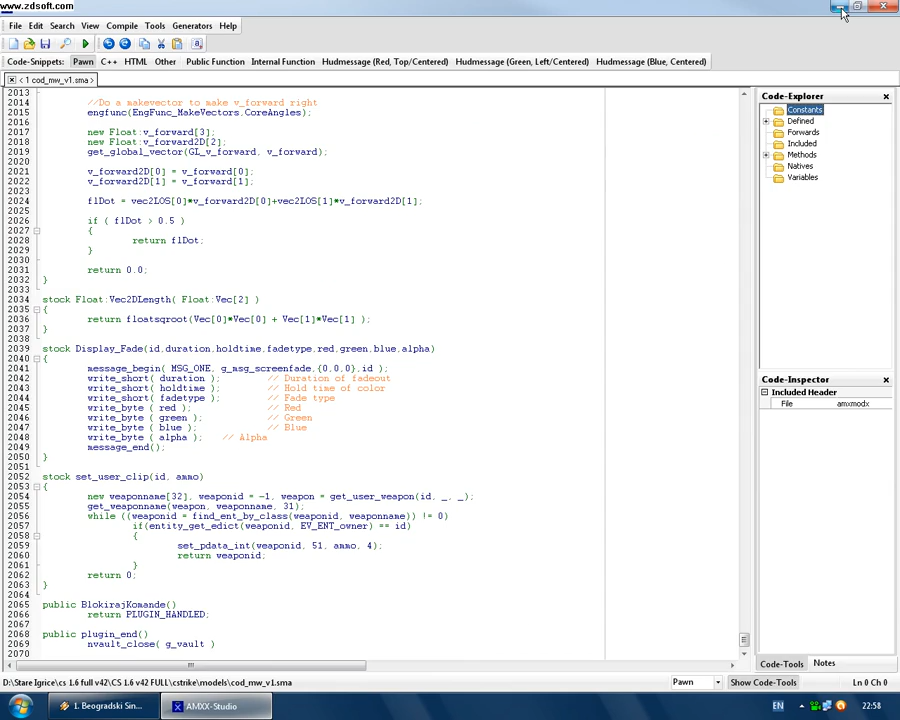 www.zdsoft.com
File Edit Search View Compile Tools Generators Help
Code-Snippets: Pawn C++ HTML Other Public Function Internal Function Hudmessage (Red, Top/Centered) Hudmessage (Green, Left/Centered) Hudmessage (Blue, Centered)
< 1 cod_mw_v1.sma >
2013
2014 //Do a makevector to make v_forward right
2015 engfunc(EngFunc_MakeVectors,CoreAngles);
2016
2017 new Float:v_forward[3];
2018 new Float:v_forward2D[2];
2019 get_global_vector(GL_v_forward, v_forward);
2020
2021 v_forward2D[0] = v_forward[0];
2022 v_forward2D[1] = v_forward[1];
2023
2024 flDot = vec2LOS[0]*v_forward2D[0]+vec2LOS[1]*v_forward2D[1];
2025
2026 if ( flDot > 0.5 )
2027 {
2028 return flDot;
2029 }
2030
2031 return 0.0;
2032 }
2033
2034 stock Float:Vec2DLength( Float:Vec[2] )
2035 {
2036 return floatsqroot(Vec[0]*Vec[0] + Vec[1]*Vec[1] );
2037 }
2038
2039 stock Display_Fade(id,duration,holdtime,fadetype,red,green,blue,alpha)
2040 {
2041 message_begin( MSG_ONE, g_msg_screenfade,{0,0,0},id );
2042 write_short( duration ); // Duration of fadeout
2043 write_short( holdtime ); // Hold time of color
2044 write_short( fadetype ); // Fade type
2045 write_byte ( red ); // Red
2046 write_byte ( green ); // Green
2047 write_byte ( blue ); // Blue
2048 write_byte ( alpha ); // Alpha
2049 message_end();
2050 }
2051
2052 stock set_user_clip(id, ammo)
2053 {
2054 new weaponname[32], weaponid = -1, weapon = get_user_weapon(id, _, _);
2055 get_weaponname(weapon, weaponname, 31);
2056 while ((weaponid = find_ent_by_class(weaponid, weaponname)) != 0)
2057 if(entity_get_edict(weaponid, EV_ENT_owner) == id)
2058 {
2059 set_pdata_int(weaponid, 51, ammo, 4);
2060 return weaponid;
2061 }
2062 return 0;
2063 }
2064
2065 public BlokirajKomande()
2066 return PLUGIN_HANDLED;
2067
2068 public plugin_end()
2069 nvault_close( g_vault )
2070
Code-Explorer
Constants
Defined
Forwards
Included
Methods
Natives
Variables
Code-Inspector
Included Header
File amxmodx
Code-Tools Notes
D:\Stare Igrice\cs 1.6 full v42\CS 1.6 v42 FULL\cstrike\models\cod_mw_v1.sma Pawn Show Code-Tools Ln 0 Ch 0
1. Beogradski Sin... AMXX-Studio EN 22:58